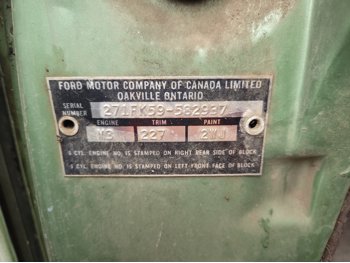 FORD MOTOR COMPANY OF CANADA LIMITED
OAKVILLE ONTARIO
SERIAL NUMBER 271FK59-582937
ENGINE TRIM PAINT
N3 227 2WJ
8 CYL. ENGINE NO. IS STAMPED ON RIGHT REAR SIDE OF BLOCK
6 CYL. ENGINE NO. IS STAMPED ON LEFT FRONT FACE OF BLOCK